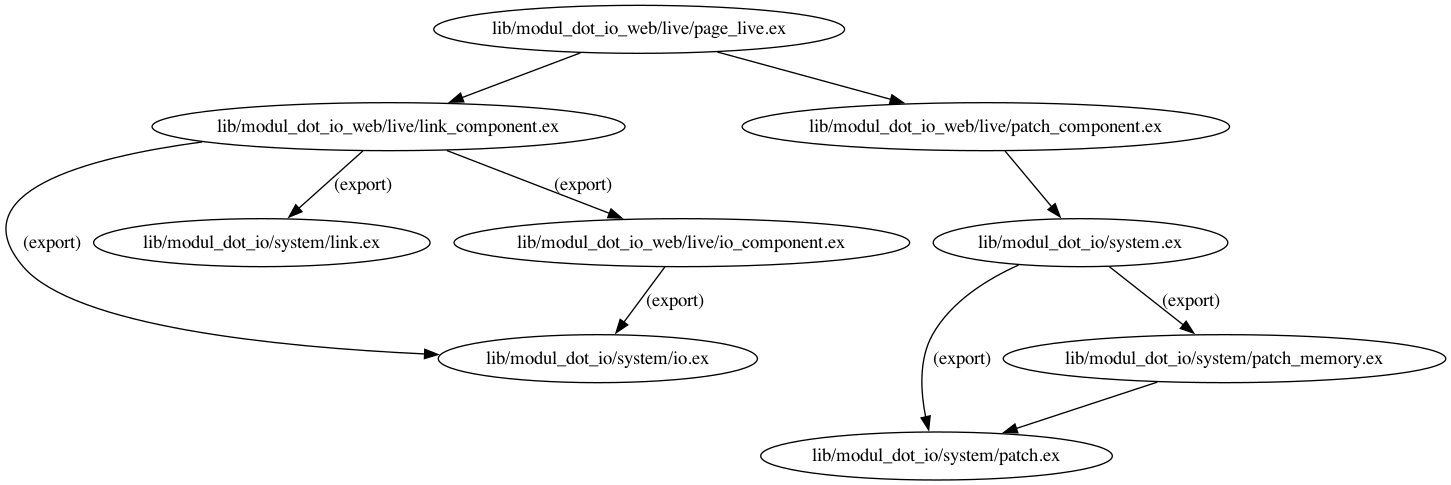 lib/modul_dot_io_web/live/page_live.ex
lib/modul_dot_io_web/live/link_component.ex
lib/modul_dot_io_web/live/patch_component.ex
(export)
(export)
(export)
lib/modul_dot_io/system/link.ex
lib/modul_dot_io_web/live/io_component.ex
lib/modul_dot_io/system.ex
(export)
(export)
lib/modul_dot_io/system/io.ex
(export)
lib/modul_dot_io/system/patch_memory.ex
lib/modul_dot_io/system/patch.ex